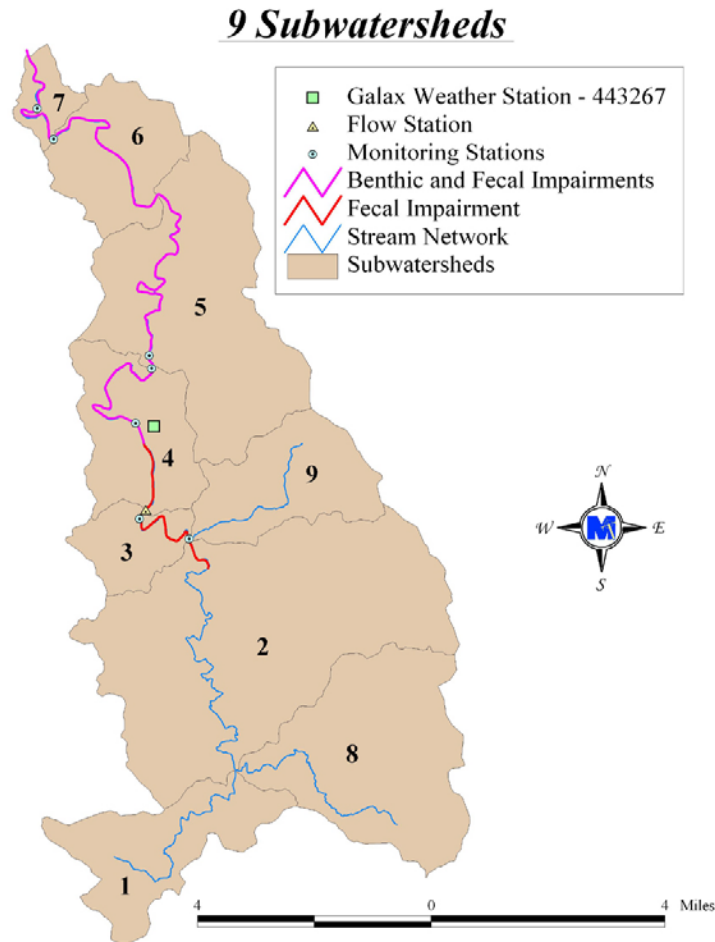 9 Subwatersheds
Galax Weather Station - 443267
Flow Station
Monitoring Stations
Benthic and Fecal Impairments
Fecal Impairment
Stream Network
Subwatersheds
7
6
5
4
9
3
2
8
1
N
W
E
S
M
4 0 4 Miles